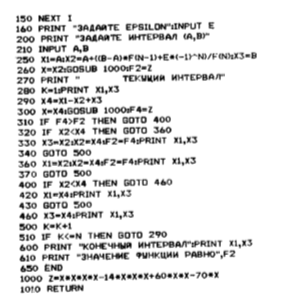 150 NEXT I
160 PRINT "ЗАДАЙТЕ EPSILON":INPUT E
200 PRINT "ЗАДАЙТЕ ИНТЕРВАЛ (A,B)"
210 INPUT A,B
250 X1=A:X2=A+((B-A)*F(N-1)+E*(-1)^N)/F(N):X3=B
260 X=X2:GOSUB 1000:F2=Z
270 PRINT " ТЕКУЩИЙ ИНТЕРВАЛ"
280 K=1:PRINT X1,X3
290 X4=X1-X2+X3
300 X=X4:GOSUB 1000:F4=Z
310 IF F4>F2 THEN GOTO 400
320 IF X2<X4 THEN GOTO 360
330 X3=X2:X2=X4:F2=F4:PRINT X1,X3
340 GOTO 500
360 X1=X2:X2=X4:F2=F4:PRINT X1,X3
370 GOTO 500
400 IF X2<X4 GOTO 460
420 X1=X4:PRINT X1,X3
430 GOTO 500
460 X3=X4:PRINT X1,X3
500 K=K+1
510 IF K<=N THEN GOTO 290
600 PRINT "КОНЕЧНЫЙ ИНТЕРВАЛ":PRINT X1,X3
610 PRINT "ЗНАЧЕНИЕ ФУНКЦИИ РАВНО",F2
650 END
1000 Z=X*X*X*X-14*X*X*X+60*X*X-70*X
1010 RETURN